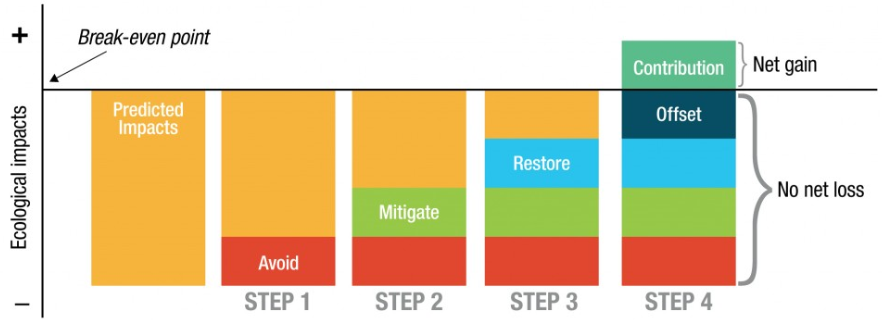 +
Break-even point
Contribution
Net gain
Predicted
Impacts
Offset
Restore
Mitigate
Avoid
No net loss
Ecological impacts
–
STEP 1
STEP 2
STEP 3
STEP 4